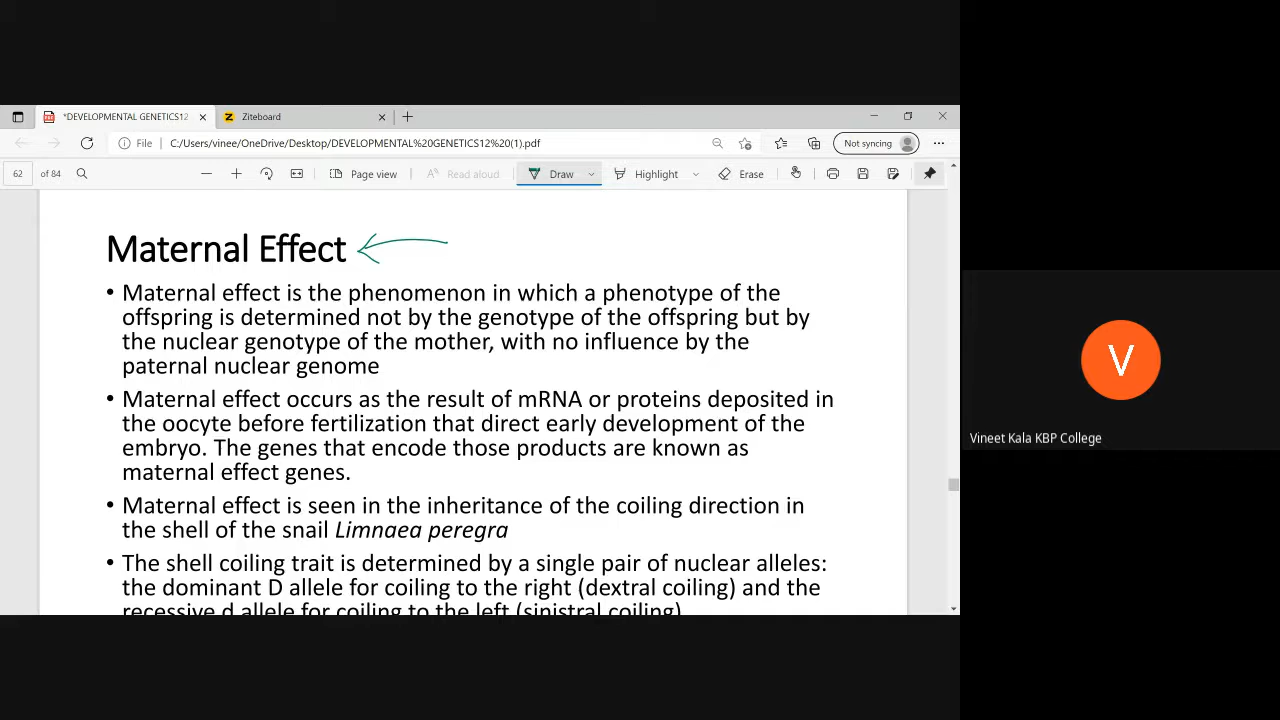 *DEVELOPMENTAL GENETICS12
Ziteboard
File
C:/Users/vinee/OneDrive/Desktop/DEVELOPMENTAL%20GENETICS12%20(1).pdf
Not syncing
62 of 84
Page view
Read aloud
Draw
Highlight
Erase
Maternal Effect
• Maternal effect is the phenomenon in which a phenotype of the
offspring is determined not by the genotype of the offspring but by
the nuclear genotype of the mother, with no influence by the
paternal nuclear genome
• Maternal effect occurs as the result of mRNA or proteins deposited in
the oocyte before fertilization that direct early development of the
embryo. The genes that encode those products are known as
maternal effect genes.
• Maternal effect is seen in the inheritance of the coiling direction in
the shell of the snail Limnaea peregra
• The shell coiling trait is determined by a single pair of nuclear alleles:
the dominant D allele for coiling to the right (dextral coiling) and the
recessive d allele for coiling to the left (sinistral coiling)
V
Vineet Kala KBP College